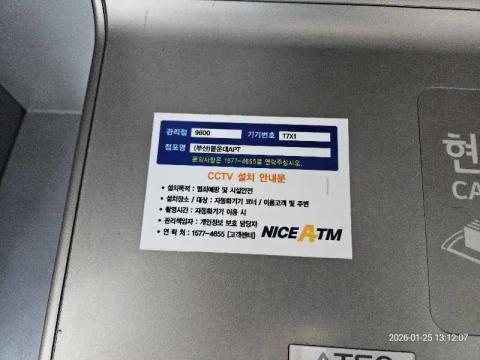 관리점 9600 기기번호 T7X1
점포명 (부산)몰운대APT
문의사항은 1577-4655로 연락주십시오.
CCTV 설치 안내문
• 설치목적 : 범죄예방 및 시설안전
• 설치장소 / 대상 : 자동화기기 코너 / 이용고객 및 주변
• 촬영시간 : 자동화기기 이용 시
• 관리책임자 : 개인정보 보호 담당자
• 연 락 처 : 1577-4655 [고객센터]
NICE ATM
현
CA
ATEC
2026-01-25 13:12:07